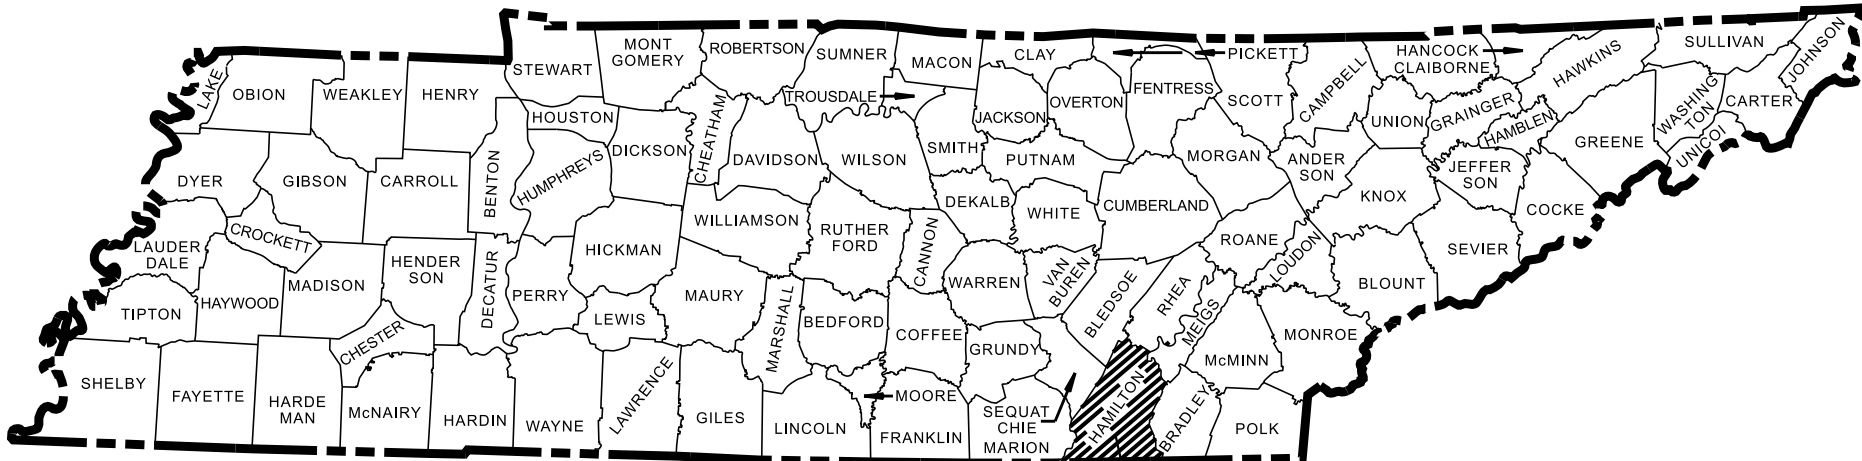 STEWART
MONT
GOMERY
ROBERTSON
SUMNER
MACON
CLAY
PICKETT
HANCOCK
CLAIBORNE
HAWKINS
SULLIVAN
JOHNSON
LAKE
OBION
WEAKLEY
HENRY
HOUSTON
CHEATHAM
TROUSDALE
JACKSON
OVERTON
FENTRESS
SCOTT
CAMPBELL
UNION
GRAINGER
HAMBLEN
WASHING
TON
CARTER
UNICOI
GREENE
DYER
GIBSON
CARROLL
BENTON
HUMPHREYS
DICKSON
DAVIDSON
WILSON
SMITH
PUTNAM
MORGAN
ANDER
SON
KNOX
JEFFER
SON
COCKE
LAUDER
DALE
CROCKETT
MADISON
HENDER
SON
DECATUR
PERRY
HICKMAN
WILLIAMSON
RUTHER
FORD
CANNON
DEKALB
WHITE
CUMBERLAND
ROANE
LOUDON
BLOUNT
SEVIER
TIPTON
HAYWOOD
CHESTER
LEWIS
MAURY
MARSHALL
BEDFORD
COFFEE
WARREN
VAN
BUREN
BLEDSOE
RHEA
MEIGS
McMINN
MONROE
GRUNDY
SHELBY
FAYETTE
HARDE
MAN
McNAIRY
HARDIN
WAYNE
LAWRENCE
GILES
LINCOLN
MOORE
FRANKLIN
SEQUAT
CHIE
MARION
HAMILTON
BRADLEY
POLK